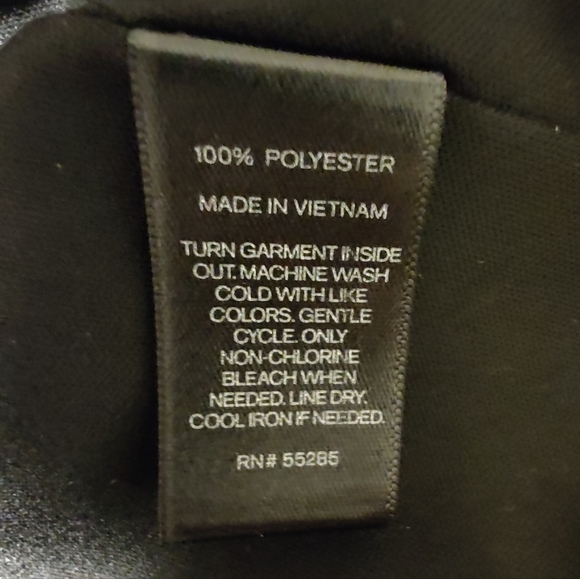 100% POLYESTER
MADE IN VIETNAM
TURN GARMENT INSIDE
OUT. MACHINE WASH
COLD WITH LIKE
COLORS. GENTLE
CYCLE. ONLY
NON-CHLORINE
BLEACH WHEN
NEEDED. LINE DRY.
COOL IRON IF NEEDED.
RN# 55285